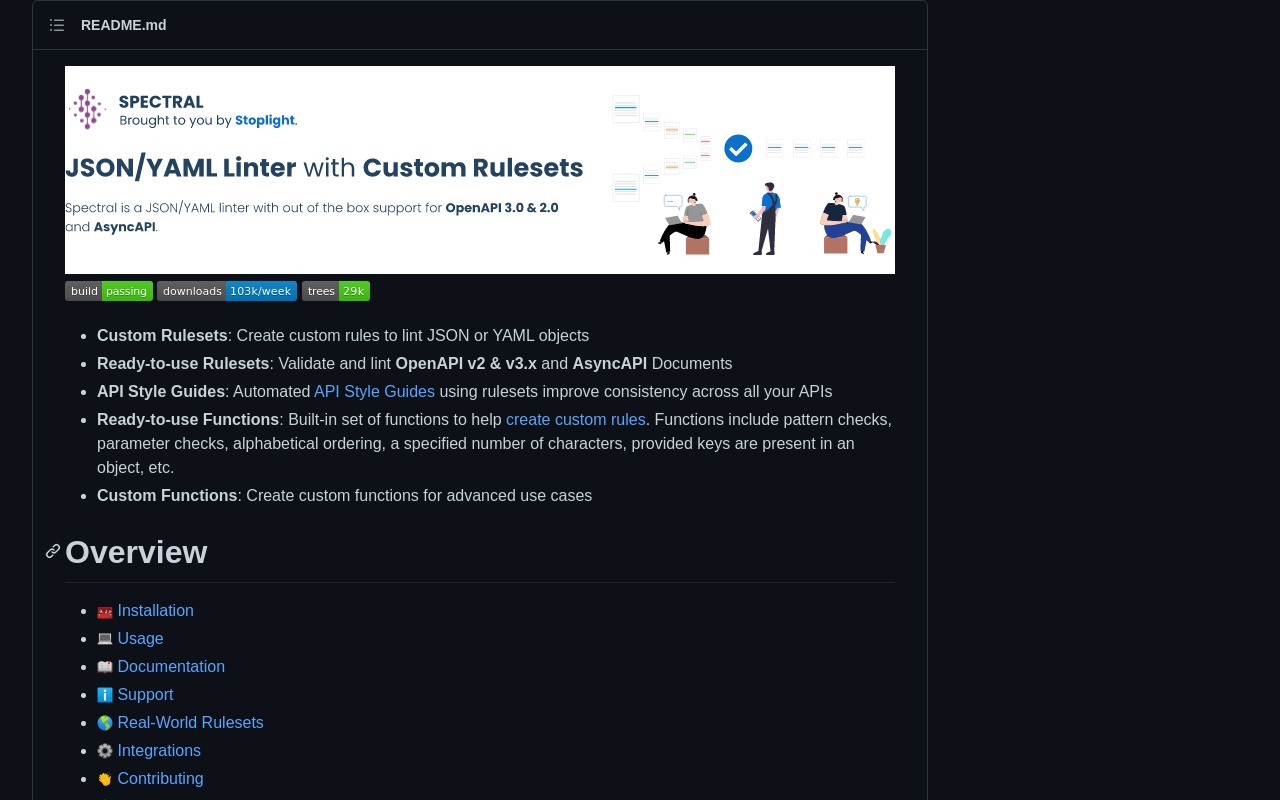 README.md
SPECTRAL
Brought to you by Stoplight.
JSON/YAML Linter with Custom Rulesets
Spectral is a JSON/YAML linter with out of the box support for OpenAPI 3.0 & 2.0
and AsyncAPI.
build passing downloads 103k/week trees 29k
Custom Rulesets: Create custom rules to lint JSON or YAML objects
Ready-to-use Rulesets: Validate and lint OpenAPI v2 & v3.x and AsyncAPI Documents
API Style Guides: Automated API Style Guides using rulesets improve consistency across all your APIs
Ready-to-use Functions: Built-in set of functions to help create custom rules. Functions include pattern checks,
parameter checks, alphabetical ordering, a specified number of characters, provided keys are present in an
object, etc.
Custom Functions: Create custom functions for advanced use cases
Overview
🧰 Installation
💻 Usage
📖 Documentation
ℹ️ Support
🌎 Real-World Rulesets
⚙️ Integrations
👏 Contributing